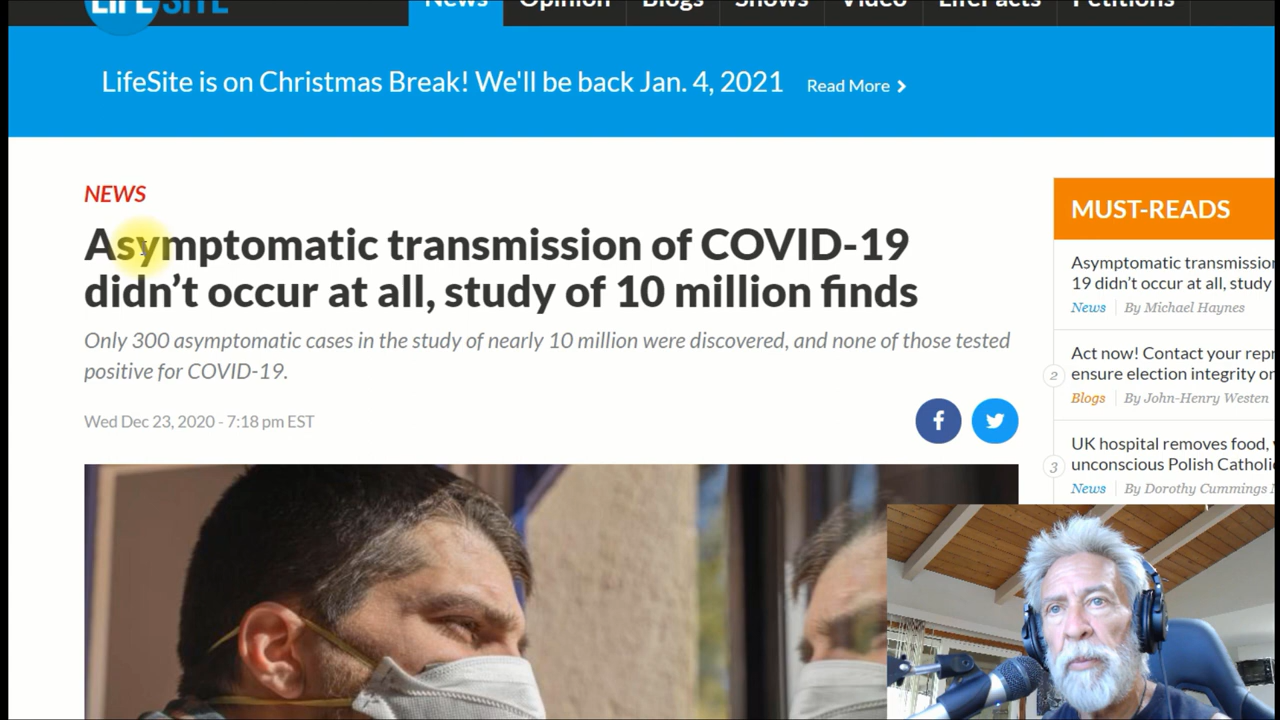 LIFE SITE
News Opinion Blogs Shows Video LifeFacts Petitions
LifeSite is on Christmas Break! We'll be back Jan. 4, 2021 Read More
NEWS
Asymptomatic transmission of COVID-19
didn't occur at all, study of 10 million finds
Only 300 asymptomatic cases in the study of nearly 10 million were discovered, and none of those tested
positive for COVID-19.
Wed Dec 23, 2020 - 7:18 pm EST
MUST-READS
Asymptomatic transmission
19 didn't occur at all, study
News By Michael Haynes
2
Act now! Contact your
ensure election integrity
Blogs By John-Henry Westen
3
UK hospital removes food,
unconscious Polish
News By Dorothy Cummings